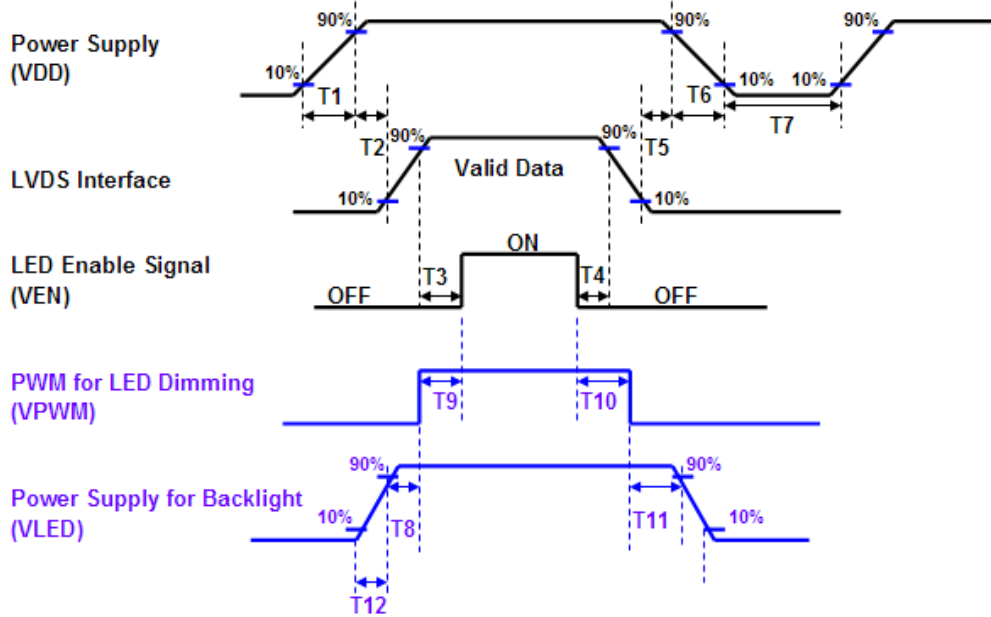 90% 90% 90%
Power Supply
(VDD)
10% 10% 10%
T1 T6
T7
T2 90% 90% T5
Valid Data
LVDS Interface
10% 10%
ON
LED Enable Signal
(VEN)
T3 T4
OFF OFF
PWM for LED Dimming
(VPWM)
T9 T10
90% 90%
Power Supply for Backlight
(VLED)
10% T8 T11 10%
T12